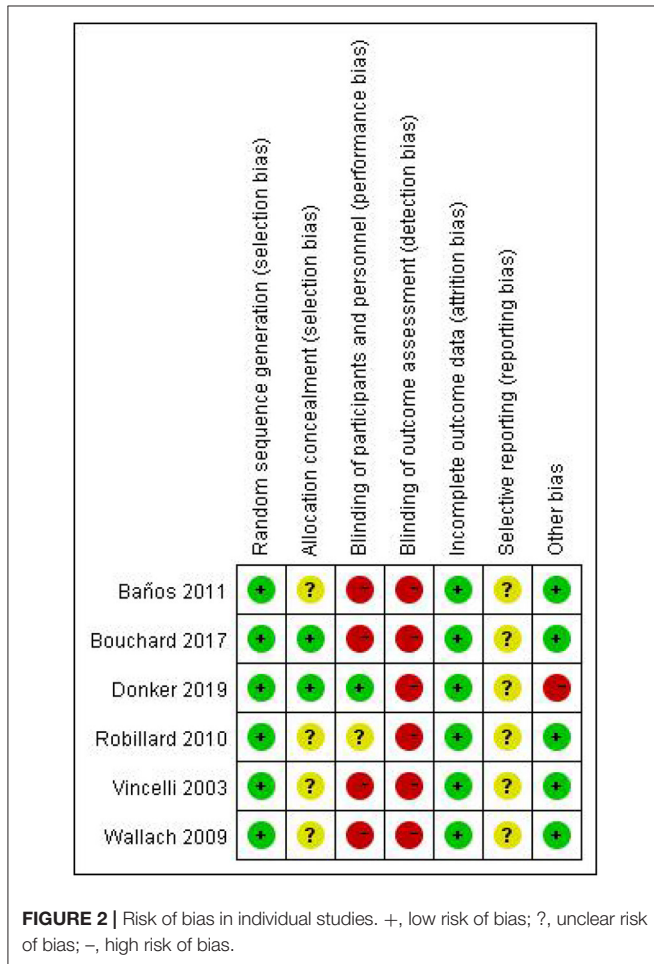 Random sequence generation (selection bias)
Allocation concealment (selection bias)
Blinding of participants and personnel (performance bias)
Blinding of outcome assessment (detection bias)
Incomplete outcome data (attrition bias)
Selective reporting (reporting bias)
Other bias
Baños 2011 + ? - - + ? +
Bouchard 2017 + + - - + ? +
Donker 2019 + + + - + ? -
Robillard 2010 + ? ? - + ? +
Vincelli 2003 + ? - - + ? +
Wallach 2009 + ? - - + ? +
FIGURE 2 | Risk of bias in individual studies. +, low risk of bias; ?, unclear risk
of bias; –, high risk of bias.